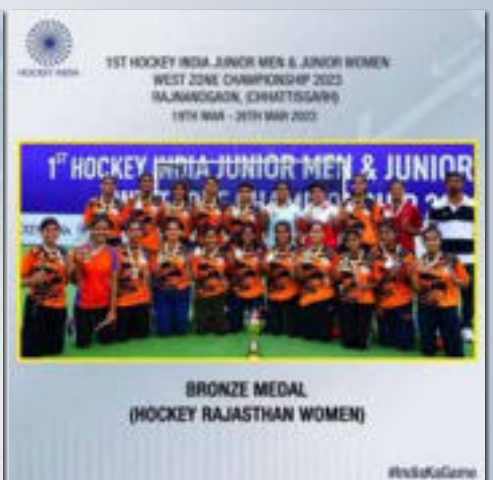 HOCKEY INDIA
1ST HOCKEY INDIA JUNIOR MEN & JUNIOR WOMEN
WEST ZONE CHAMPIONSHIP 2023
RAJNANDGAON, (CHHATTISGARH)
19TH MAR - 26TH MAR 2023
1ST HOCKEY INDIA JUNIOR MEN & JUNIOR
BRONZE MEDAL
(HOCKEY RAJASTHAN WOMEN)
#IndiaKaGame